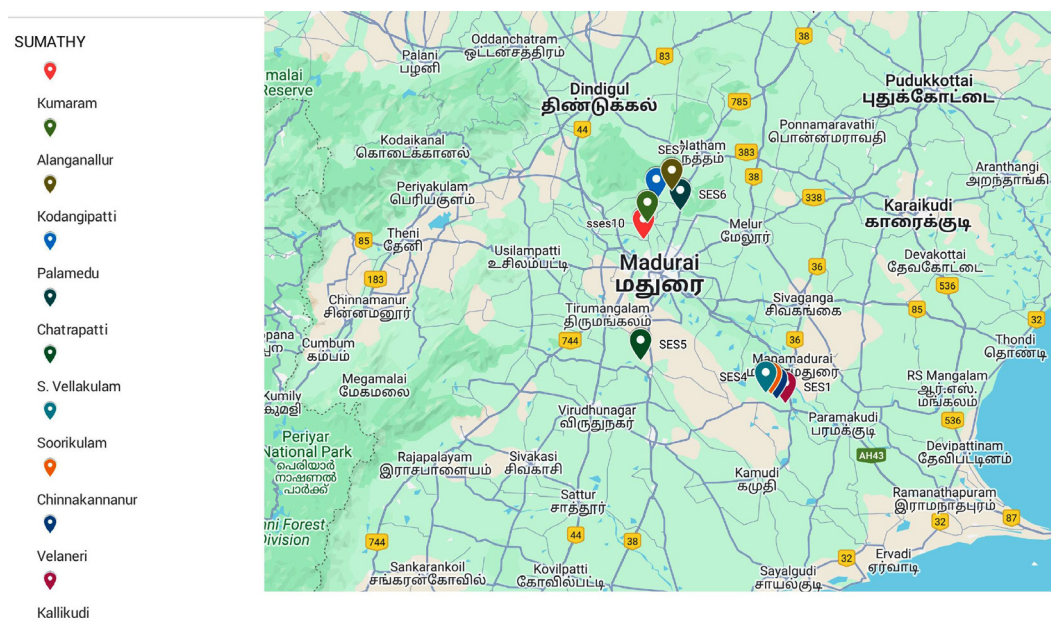 SUMATHY
Kumaram
Alanganallur
Kodangipatti
Palamedu
Chatrapatti
S. Vellakulam
Soorikulam
Chinnakannanur
Velaneri
Kallikudi
Oddanchatram
ஒட்டன்சத்திரம்
38
Palani
பழனி
83
malai
Reserve
Dindigul
திண்டுக்கல்
Pudukkottai
புதுக்கோட்டை
785
44
Ponnamaravathi
பொன்னமராவதி
Kodaikanal
கொடைக்கானல்
SES7
Natham
நத்தம்
383
Aranthangi
அறந்தாங்கி
38
Periyakulam
பெரியகுளம்
SES6
338
Karaikudi
காரைக்குடி
sses10
Melur
மேலூர்
Theni
தேனி
85
Usilampatti
உசிலம்பட்டி
Madurai
மதுரை
Devakottai
தேவகோட்டை
36
183
536
Chinnamanur
சின்னமனூர்
Tirumangalam
திருமங்கலம்
Sivaganga
சிவகங்கை
85
32
744
36
SES5
Cumbum
கம்பம்
Thondi
தொண்டி
Manamadurai
SES4
SES1
Megamalai
மேகமலை
RS Mangalam
ஆர்.எஸ்.
மங்கலம்
Kumily
குமளி
Virudhunagar
விருதுநகர்
Paramakudi
பரமக்குடி
536
Periyar
National Park
பெரியார்
நாஷனல்
பார்க்
Rajapalayam
இராசபாளையம்
Sivakasi
சிவகாசி
AH43
Devipattinam
தேவிபட்டினம்
Kamudi
கமுதி
Sattur
சாத்தூர்
Ramanathapuram
இராமநாதபுரம்
87
32
Forest
Division
744
44
38
Ervadi
ஏர்வாடி
32
Sankarankoil
சங்கரன்கோவில்
Kovilpatti
கோவில்பட்டி
Sayalgudi
சாயல்குடி